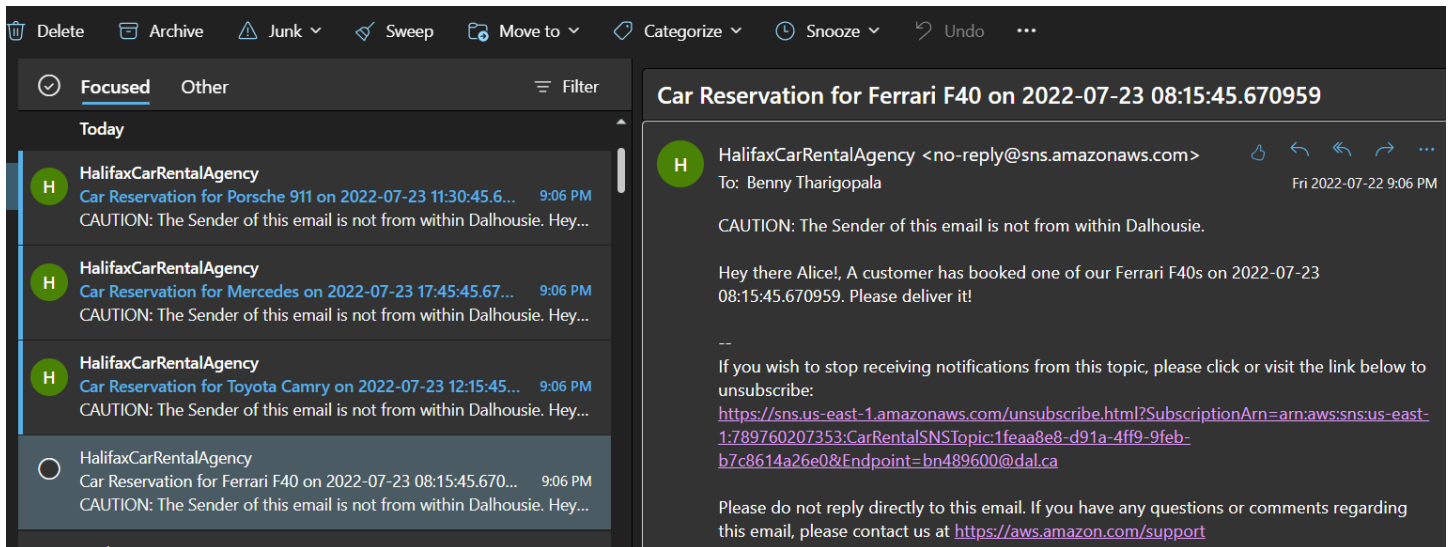 Delete Archive Junk Sweep Move to Categorize Snooze Undo
Focused Other Filter
Today
HalifaxCarRentalAgency
Car Reservation for Porsche 911 on 2022-07-23 11:30:45.6... 9:06 PM
CAUTION: The Sender of this email is not from within Dalhousie. Hey...
HalifaxCarRentalAgency
Car Reservation for Mercedes on 2022-07-23 17:45:45.67... 9:06 PM
CAUTION: The Sender of this email is not from within Dalhousie. Hey...
HalifaxCarRentalAgency
Car Reservation for Toyota Camry on 2022-07-23 12:15:45... 9:06 PM
CAUTION: The Sender of this email is not from within Dalhousie. Hey...
HalifaxCarRentalAgency
Car Reservation for Ferrari F40 on 2022-07-23 08:15:45.670... 9:06 PM
CAUTION: The Sender of this email is not from within Dalhousie. Hey...
H
H
H
Car Reservation for Ferrari F40 on 2022-07-23 08:15:45.670959
H
HalifaxCarRentalAgency <no-reply@sns.amazonaws.com>
To: Benny Tharigopala
Fri 2022-07-22 9:06 PM
CAUTION: The Sender of this email is not from within Dalhousie.
Hey there Alice!, A customer has booked one of our Ferrari F40s on 2022-07-23
08:15:45.670959. Please deliver it!
--
If you wish to stop receiving notifications from this topic, please click or visit the link below to
unsubscribe:
https://sns.us-east-1.amazonaws.com/unsubscribe.html?SubscriptionArn=arn:aws:sns:us-east-
1:789760207353:CarRentalSNSTopic:1feaa8e8-d91a-4ff9-9feb-
b7c8614a26e0&Endpoint=bn489600@dal.ca
Please do not reply directly to this email. If you have any questions or comments regarding
this email, please contact us at https://aws.amazon.com/support